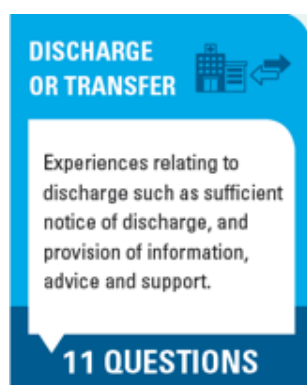 DISCHARGE
OR TRANSFER
Experiences relating to
discharge such as sufficient
notice of discharge, and
provision of information,
advice and support.
11 QUESTIONS